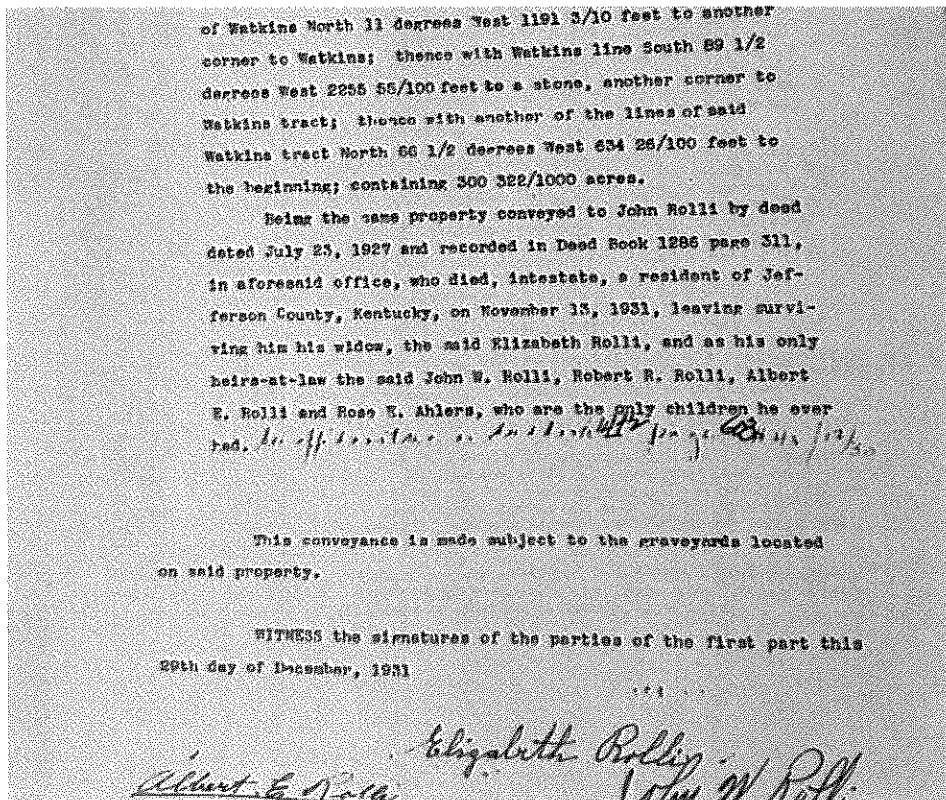 of Watkins North 11 degrees West 1191 3/10 feet to another
corner to Watkins; thence with Watkins line South 89 1/2
degrees West 2255 56/100 feet to a stone, another corner to
Watkins tract; thence with another of the lines of said
Watkins tract North 66 1/2 degrees West 634 26/100 feet to
the beginning; containing 300 322/1000 acres.
Being the same property conveyed to John Rolli by deed
dated July 23, 1927 and recorded in Deed Book 1286 page 311,
in aforesaid office, who died, intestate, a resident of Jef-
ferson County, Kentucky, on November 13, 1931, leaving survi-
ving him his widow, the said Elizabeth Rolli, and as his only
heirs-at-law the said John W. Rolli, Robert R. Rolli, Albert
E. Rolli and Rose E. Ahlers, who are the only children he ever
had. page
This conveyance is made subject to the graveyards located
on said property.
WITNESS the signatures of the parties of the first part this
29th day of December, 1931
Elizabeth Rolli
Albert E Rolli John W Rolli